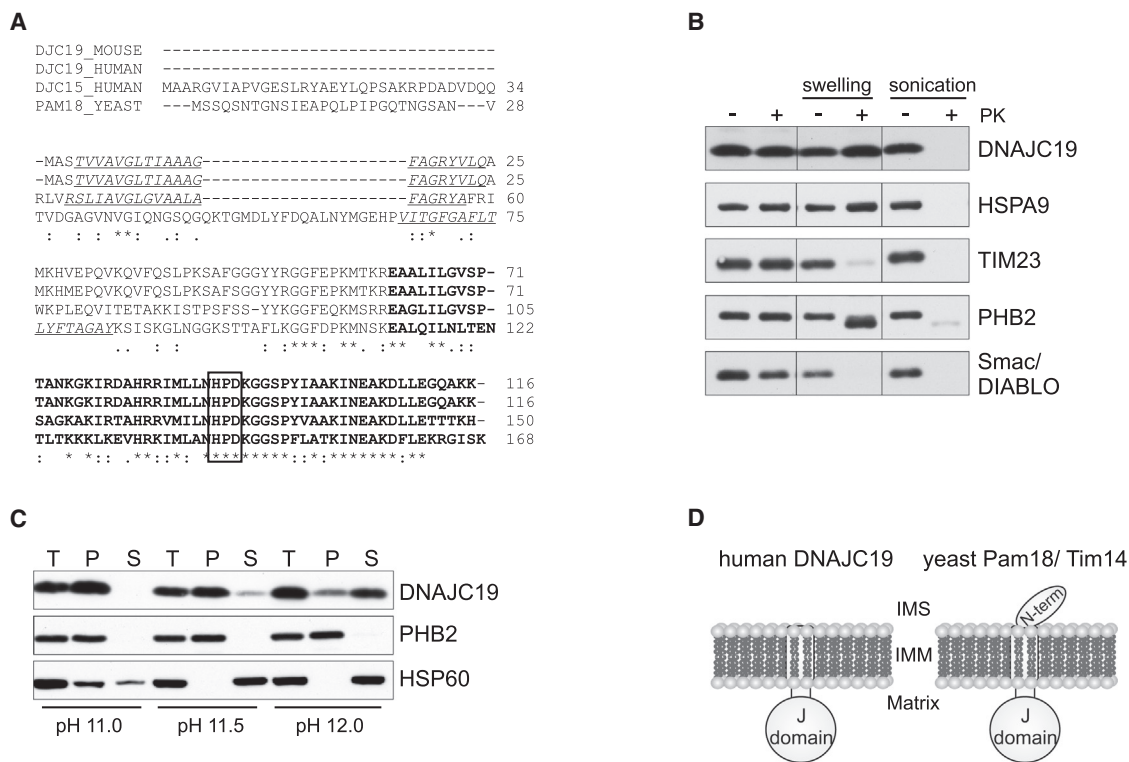 A
DJC19_MOUSE ----------------------------------
DJC19_HUMAN ----------------------------------
DJC15_HUMAN MAARGVIAPVGESLRYAEYLQPSAKRPDADVDQQ 34
PAM18_YEAST ---MSSQSNTGNSIEAPQLPIPGQTNGSAN---V 28
-MASTVVAVGLTIAAAG-----------------------FAGRYVLQA 25
-MASTVVAVGLTIAAAG-----------------------FAGRYVLQA 25
RLVRSLIAVGLGVAALA-----------------------FAGRYAFRI 60
TVDGAGVNVGIQNGSQGQKTGMDLYFDQALNYMGEHPVITGFGAFLT 75
: : : ** : .: . : : * .:
MKHVEPQVKQVFQSLPKSAFGGGYYRGGFEPKMTKREAALILGVSP- 71
MKHMEPQVKQVFQSLPKSAFSGGYYRGGFEPKMTKREAALILGVSP- 71
WKPLEQVITETAKKISTPSFSS-YYKGGFEQKMSRREAGLILGVSP- 105
LYFTAGAYKSISKGLNGGKSTTAFLKGGFDPKMNSKEALQILNLTEN 122
.. : : : : *** : ** . : ** ** . ::
TANKGKIRDAHRRIMLLNHPDKGGSPYIAAKINEAKDLLEGQAKK- 116
TANKGKIRDAHRRIMLLNHPDKGGSPYIAAKINEAKDLLEGQAKK- 116
SAGKAKIRTAHRRVMILNHPDKGGSPYVAAKINEAKDLLETTTKH- 150
TLTKKKLKEVHRKIMLANHPDKGGSPFLATKINEAKDFLEKRGISK 168
: * * :: . ** : * : ********* :: * : ******* : **
B
swelling sonication
- + - + - + PK
DNAJC19
HSPA9
TIM23
PHB2
Smac/
DIABLO
C
T P S T P S T P S
DNAJC19
PHB2
HSP60
pH 11.0 pH 11.5 pH 12.0
D
human DNAJC19 yeast Pam18/ Tim14
N-term
IMS
IMM
Matrix
J
domain
J
domain